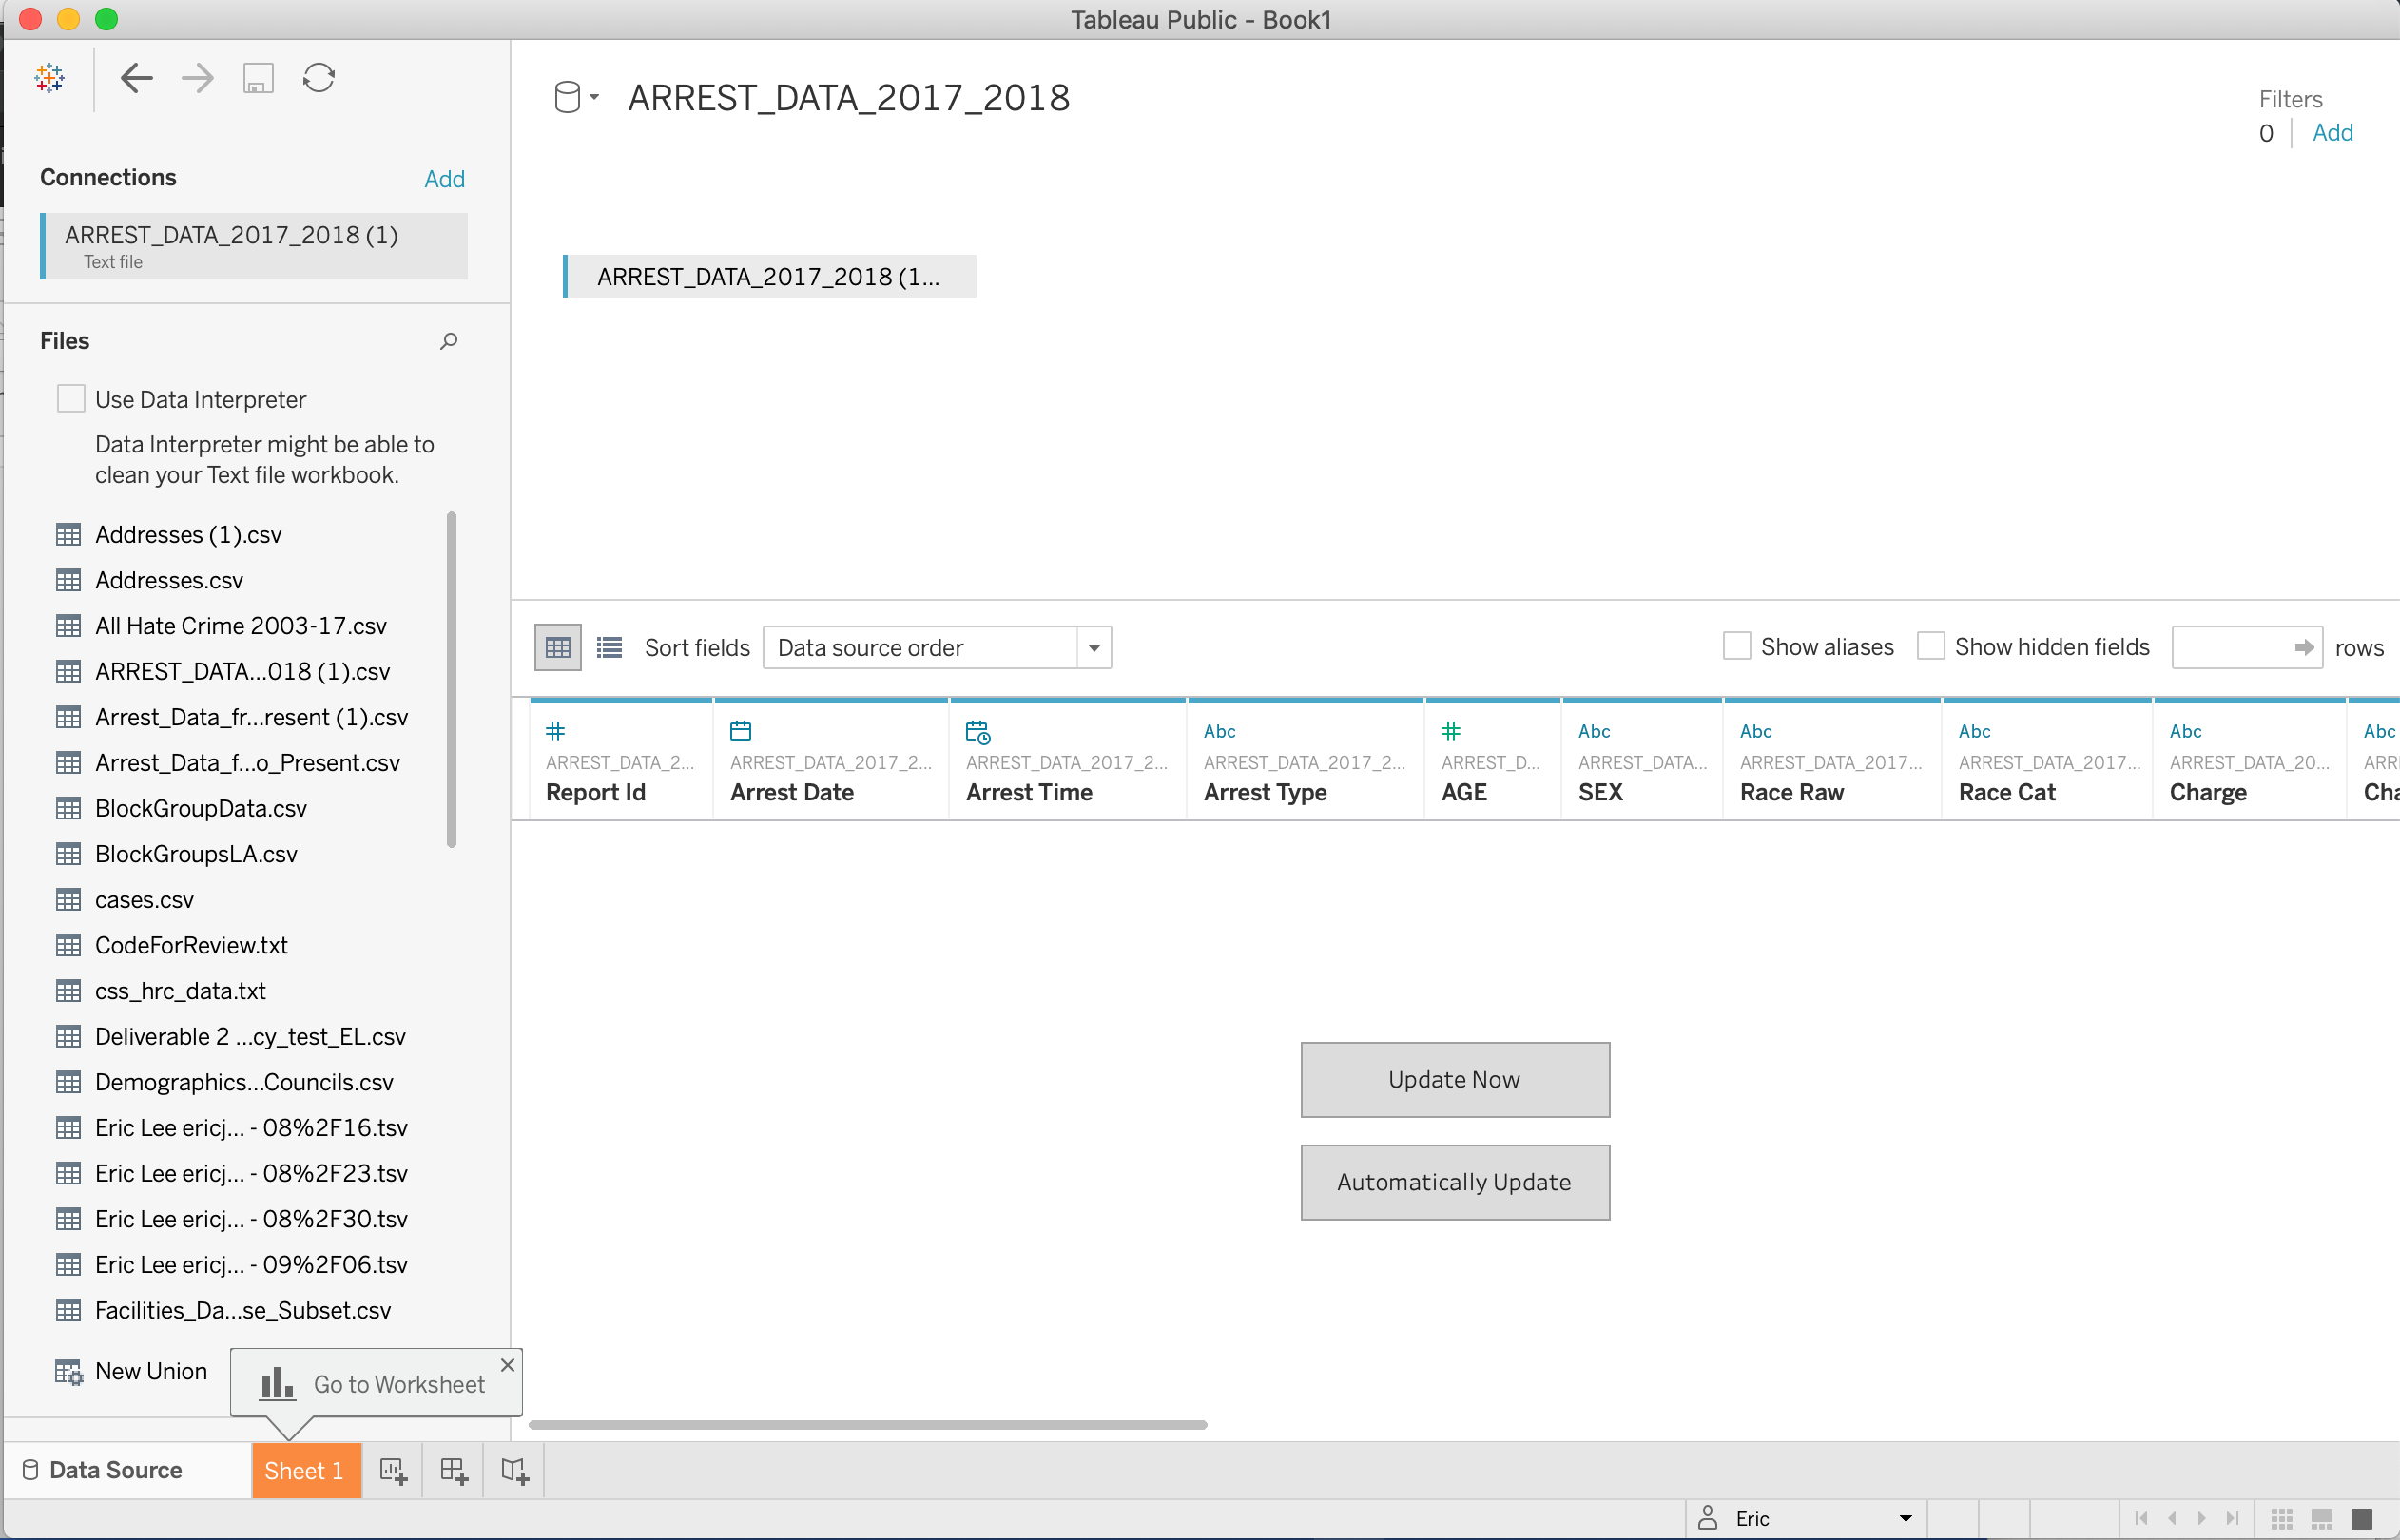 Tableau Public - Book1
ARREST_DATA_2017_2018
Filters
0
Add
Connections
Add
ARREST_DATA_2017_2018 (1)
Text file
ARREST_DATA_2017_2018 (1...
Files
Use Data Interpreter
Data Interpreter might be able to
clean your Text file workbook.
Addresses (1).csv
Addresses.csv
All Hate Crime 2003-17.csv
ARREST_DATA...018 (1).csv
Arrest_Data_fr...resent (1).csv
Arrest_Data_f...o_Present.csv
BlockGroupData.csv
BlockGroupsLA.csv
cases.csv
CodeForReview.txt
css_hrc_data.txt
Deliverable 2 ...cy_test_EL.csv
Demographics...Councils.csv
Eric Lee ericj... - 08%2F16.tsv
Eric Lee ericj... - 08%2F23.tsv
Eric Lee ericj... - 08%2F30.tsv
Eric Lee ericj... - 09%2F06.tsv
Facilities_Da...se_Subset.csv
New Union
Go to Worksheet
Sort fields
Data source order
Show aliases
Show hidden fields
rows
#
Abc
#
Abc
Abc
Abc
Abc
Abc
ARREST_DATA_2...
ARREST_DATA_2017_2...
ARREST_DATA_2017_2...
ARREST_DATA_2017_2...
ARREST_D...
ARREST_DATA...
ARREST_DATA_2017...
ARREST_DATA_2017...
ARREST_DATA_20...
ARR
Report Id
Arrest Date
Arrest Time
Arrest Type
AGE
SEX
Race Raw
Race Cat
Charge
Cha
Update Now
Automatically Update
Data Source
Sheet 1
Eric